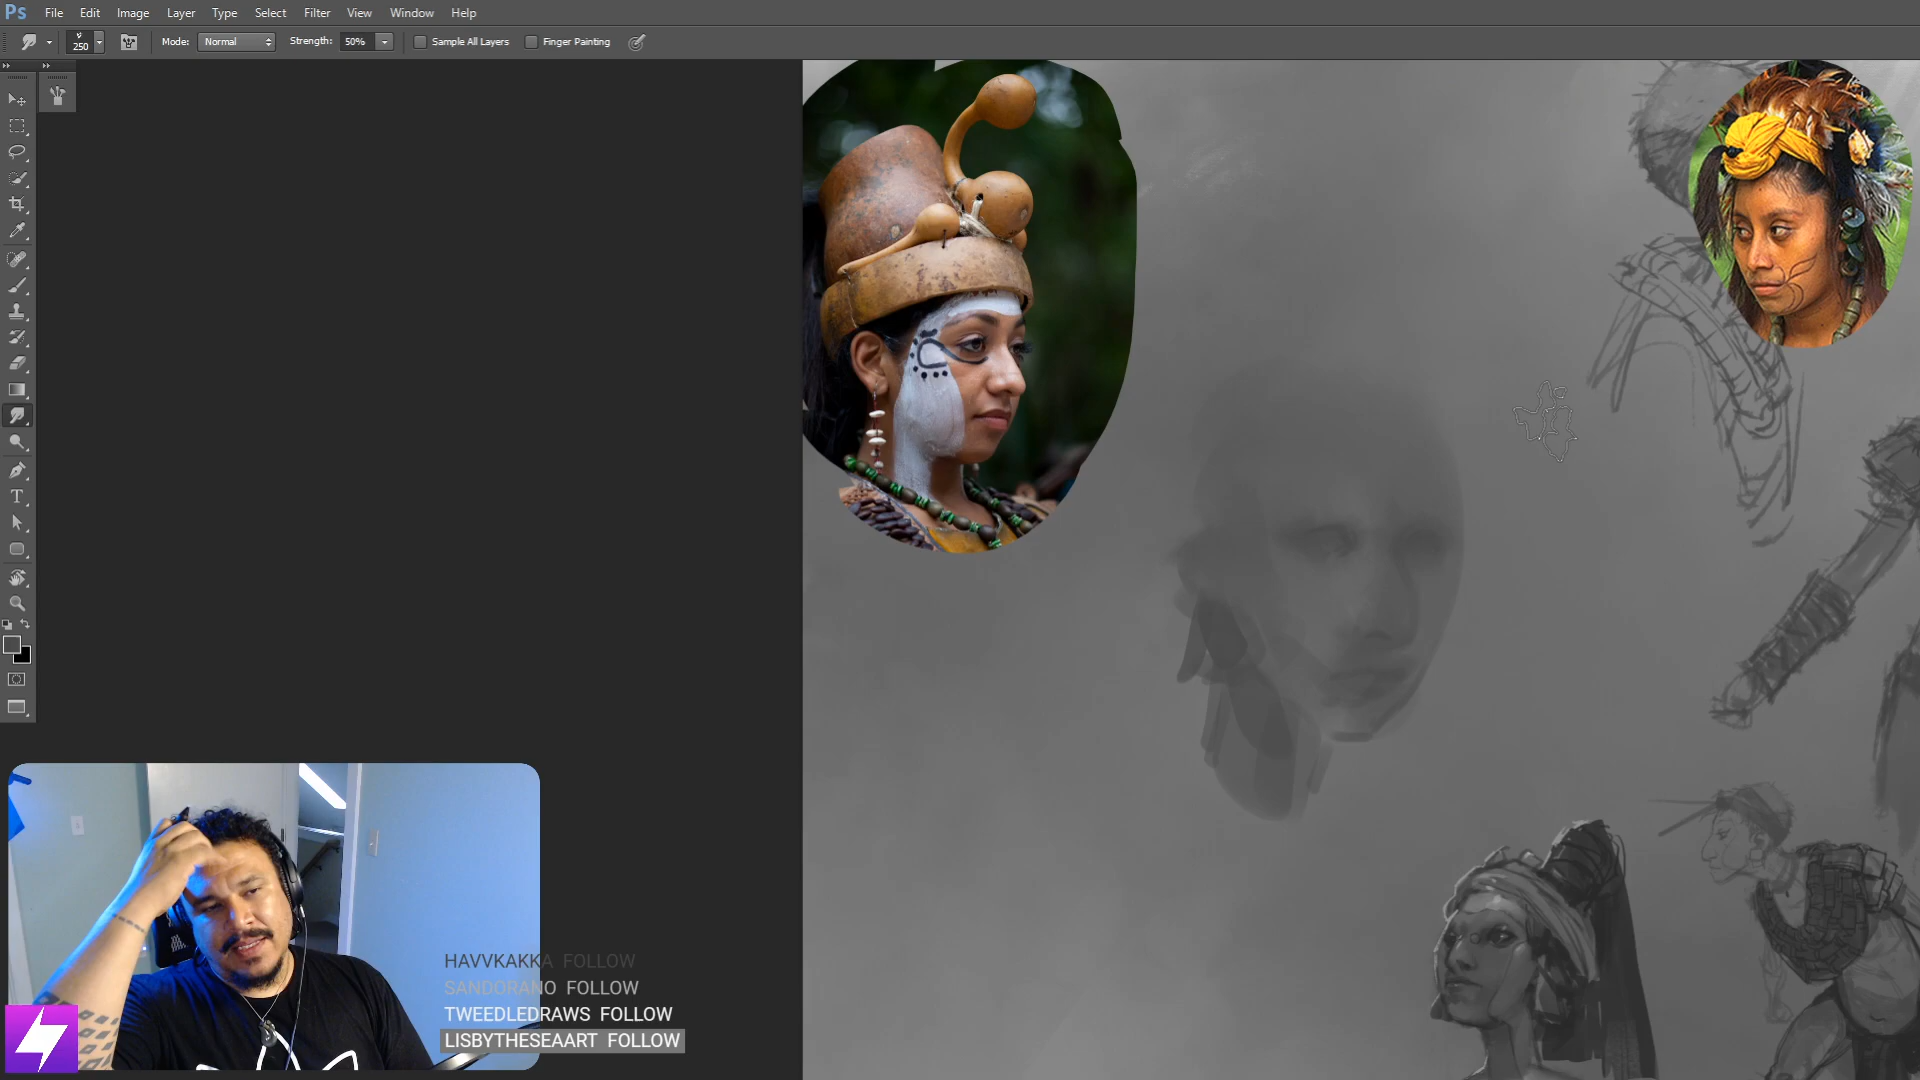 Ps File Edit Image Layer Type Select Filter View Window Help
250 Mode: Normal Strength: 50% Sample All Layers Finger Painting
T
HAVVKAKKA FOLLOW
SANDORANO FOLLOW
TWEEDLEDRAWS FOLLOW
LISBYTHESEAART FOLLOW